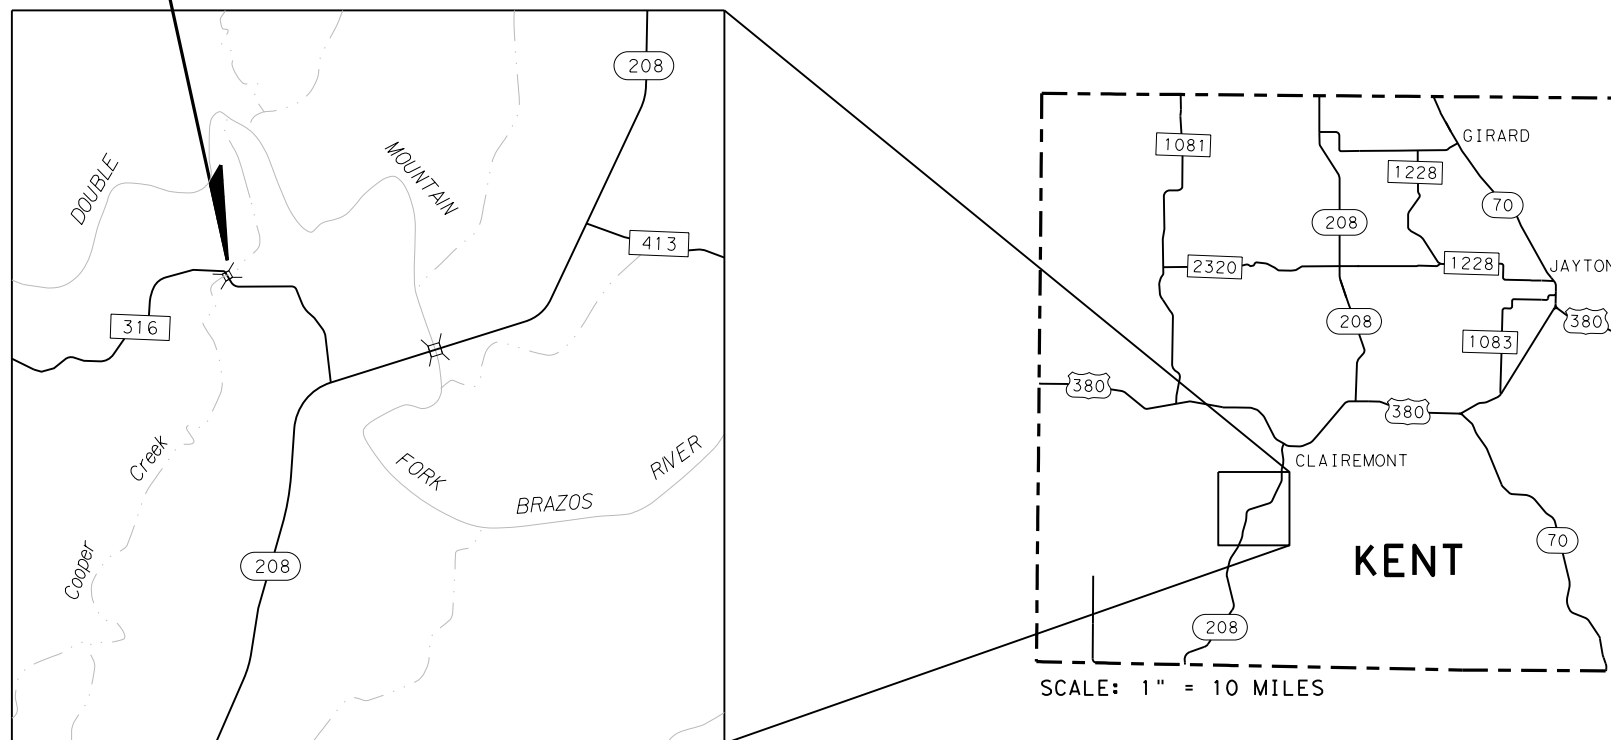 208
DOUBLE
MOUNTAIN
413
316
Creek
FORK
RIVER
BRAZOS
Cooper
208
GIRARD
1081
1228
70
208
2320
1228
JAYTON
208
380
1083
380
380
CLAIREMONT
70
KENT
208
SCALE: 1" = 10 MILES